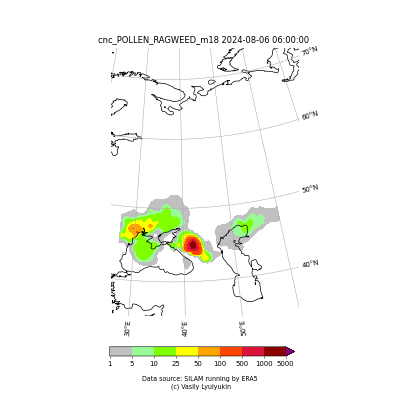 cnc_POLLEN_RAGWEED_m18 2024-08-06 06:00:00
70°N
60°N
50°N
40°N
30°E
40°E
50°E
1 5 10 25 50 100 500 1000 5000
Data source: SILAM running by ERA5
(c) Vasily Lyulyukin